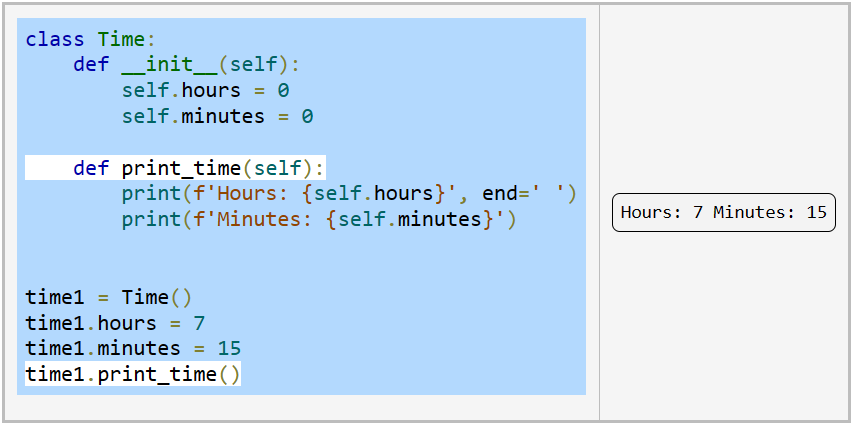 class Time:
    def __init__(self):
        self.hours = 0
        self.minutes = 0
    def print_time(self):
        print(f'Hours: {self.hours}', end=' ')
        print(f'Minutes: {self.minutes}')
time1 = Time()
time1.hours = 7
time1.minutes = 15
time1.print_time()
Hours: 7 Minutes: 15